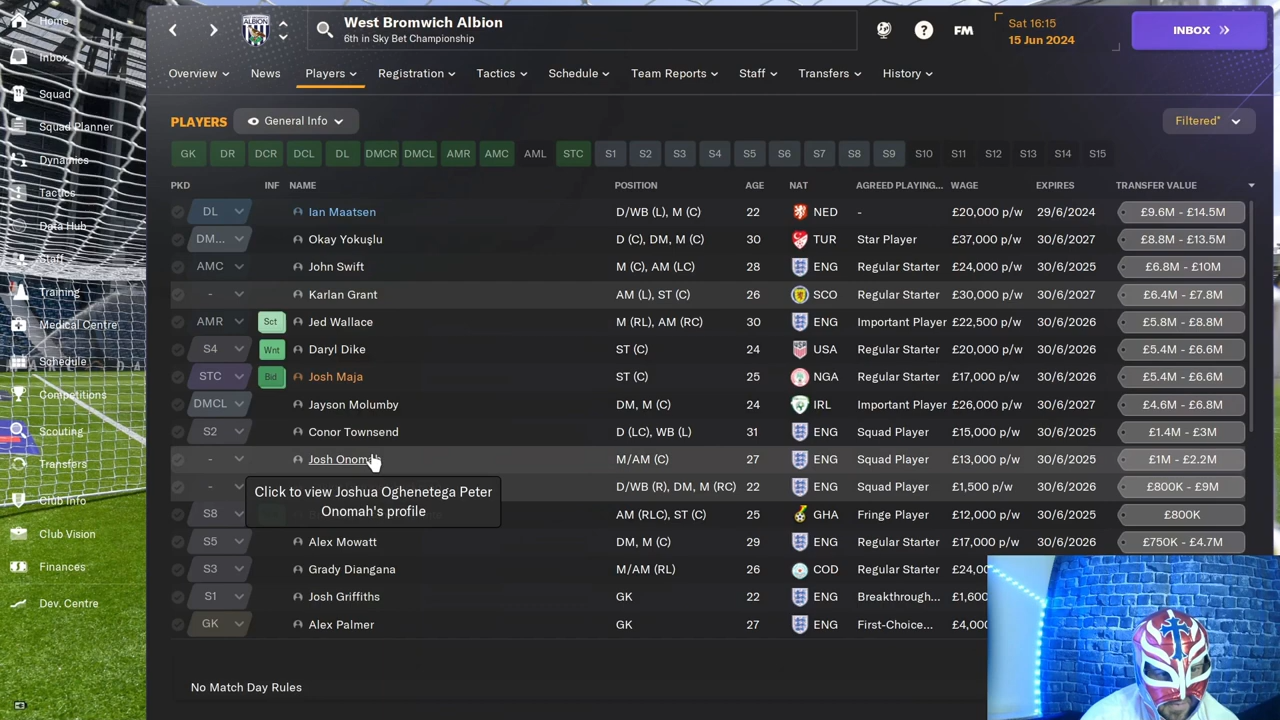 Home
Inbox
Squad
Squad Planner
Dynamics
Tactics
Data Hub
Staff
Training
Medical Centre
Schedule
Competitions
Scouting
Transfers
Club Info
Club Vision
Finances
Dev. Centre
ALBION
West Bromwich Albion
6th in Sky Bet Championship
?
FM
Sat 16:15
15 Jun 2024
INBOX
Overview News Players Registration Tactics Schedule Team Reports Staff Transfers History
PLAYERS General Info Filtered*
GK DR DCR DCL DL DMCR DMCL AMR AMC AML STC S1 S2 S3 S4 S5 S6 S7 S8 S9 S10 S11 S12 S13 S14 S15
PKD INF NAME POSITION AGE NAT AGREED PLAYING... WAGE EXPIRES TRANSFER VALUE
DL Ian Maatsen D/WB (L), M (C) 22 NED - £20,000 p/w 29/6/2024 £9.6M - £14.5M
DM... Okay Yokuşlu D (C), DM, M (C) 30 TUR Star Player £37,000 p/w 30/6/2027 £8.8M - £13.5M
AMC John Swift M (C), AM (LC) 28 ENG Regular Starter £24,000 p/w 30/6/2025 £6.8M - £10M
- Karlan Grant AM (L), ST (C) 26 SCO Regular Starter £30,000 p/w 30/6/2027 £6.4M - £7.8M
AMR Sct Jed Wallace M (RL), AM (RC) 30 ENG Important Player £22,500 p/w 30/6/2026 £5.8M - £8.8M
S4 Wnt Daryl Dike ST (C) 24 USA Regular Starter £20,000 p/w 30/6/2026 £5.4M - £6.6M
STC Bid Josh Maja ST (C) 25 NGA Regular Starter £17,000 p/w 30/6/2026 £5.4M - £6.6M
DMCL Jayson Molumby DM, M (C) 24 IRL Important Player £26,000 p/w 30/6/2027 £4.6M - £6.8M
S2 Conor Townsend D (LC), WB (L) 31 ENG Squad Player £15,000 p/w 30/6/2026 £1.4M - £3M
- Josh Onomah M/AM (C) 27 ENG Squad Player £13,000 p/w 30/6/2025 £1M - £2.2M
- D/WB (R), DM, M (RC) 22 ENG Squad Player £1,500 p/w 30/6/2026 £800K - £9M
Click to view Joshua Oghenetega Peter
Onomah's profile
S8 AM (RLC), ST (C) 25 GHA Fringe Player £12,000 p/w 30/6/2025 £800K
S5 Alex Mowatt DM, M (C) 29 ENG Regular Starter £17,000 p/w 30/6/2026 £750K - £4.7M
S3 Grady Diangana M/AM (RL) 26 COD Regular Starter £24,00
S1 Josh Griffiths GK 22 ENG Breakthrough... £1,600
GK Alex Palmer GK 27 ENG First-Choice... £4,000
No Match Day Rules